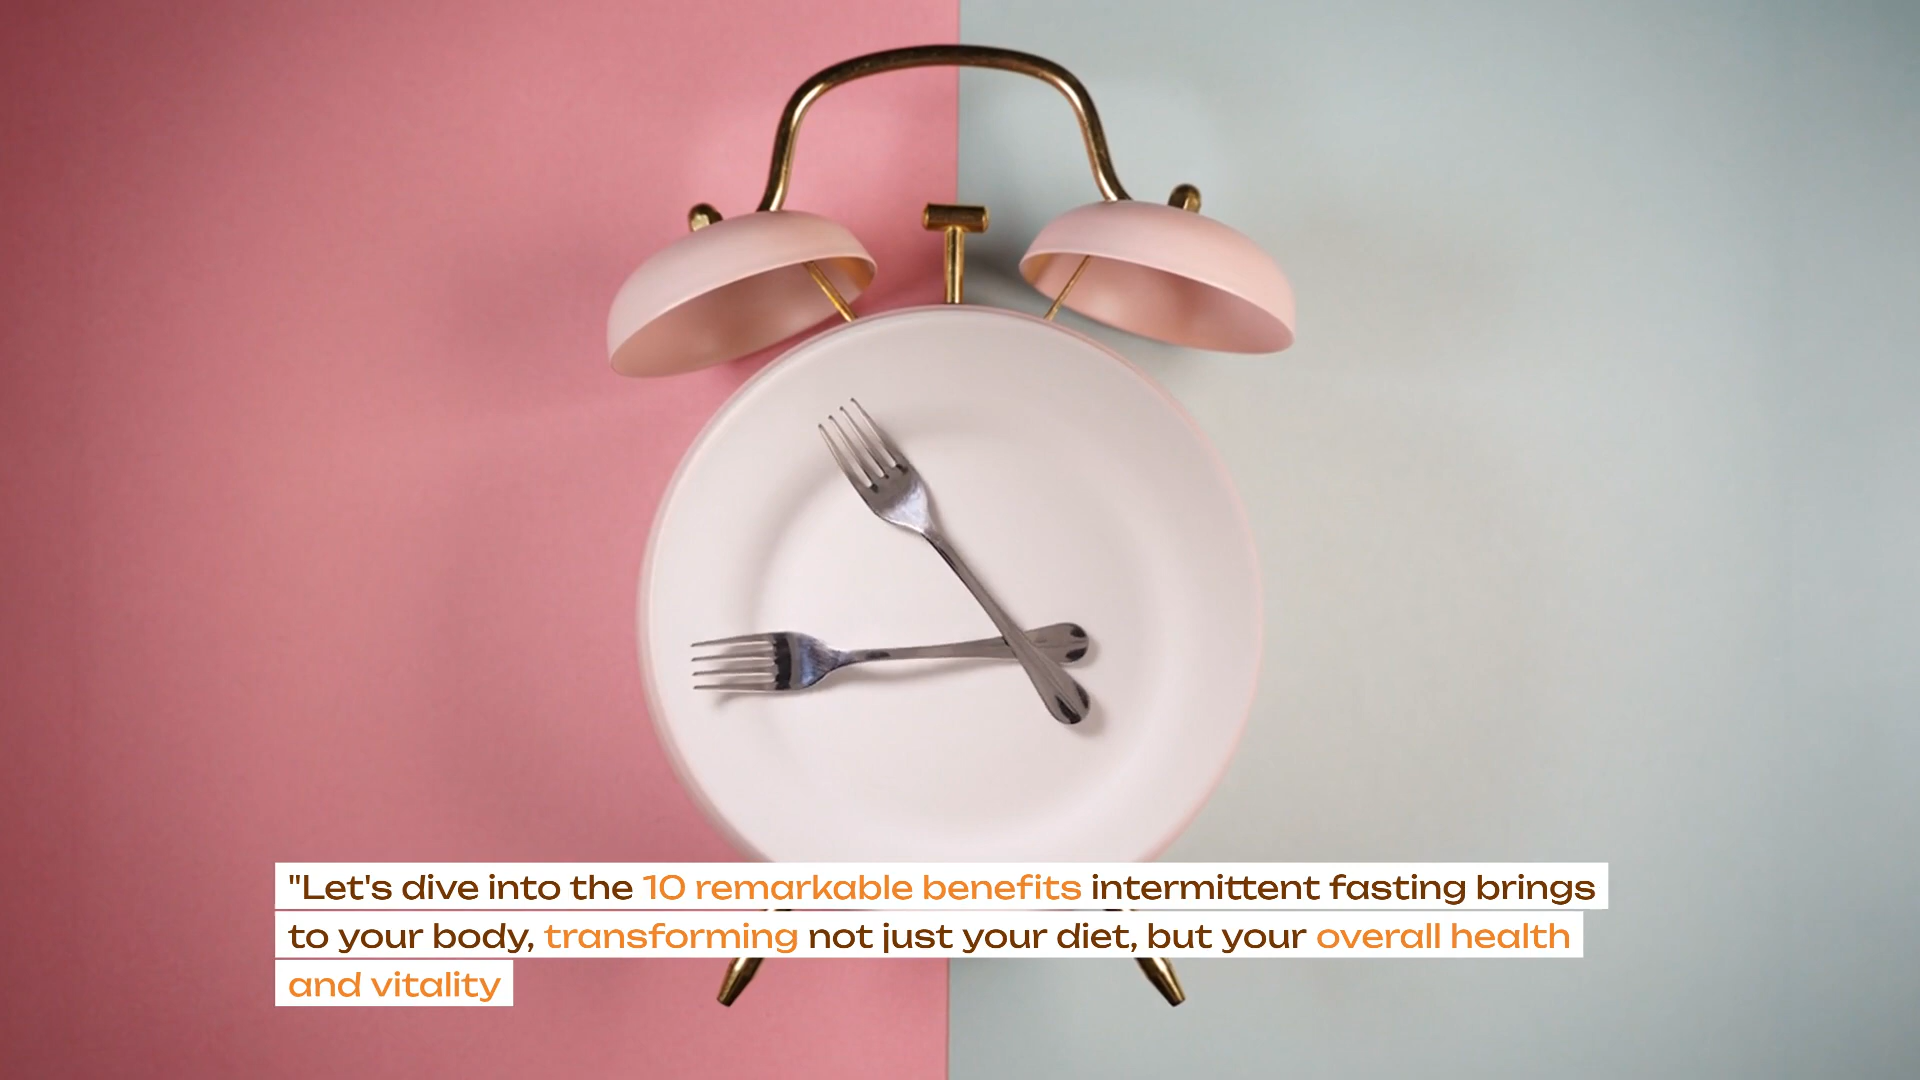 "Let's dive into the 10 remarkable benefits intermittent fasting brings
to your body, transforming not just your diet, but your overall health
and vitality